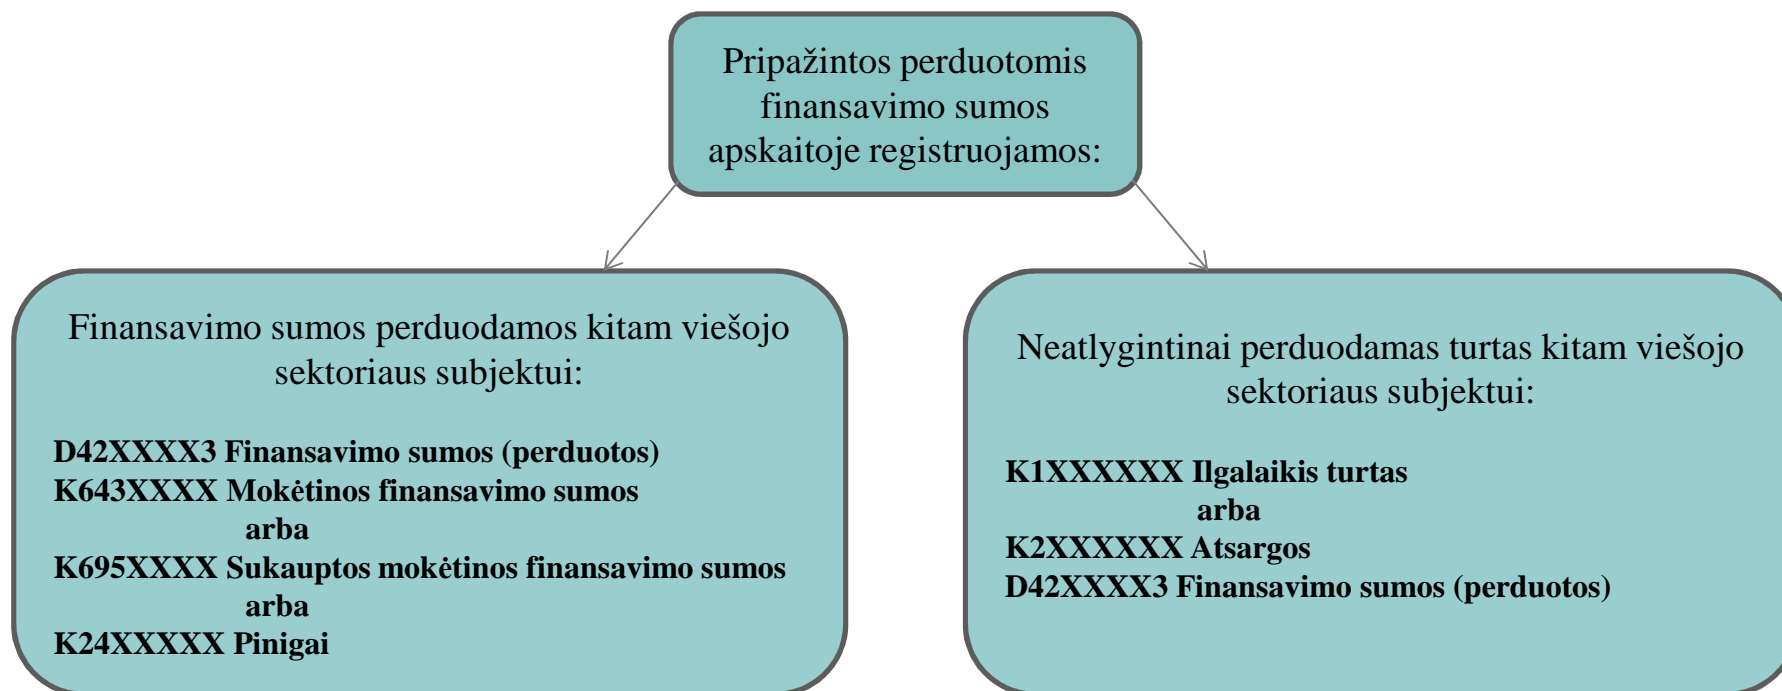 Pripažintos perduotomis
finansavimo sumos
apskaitoje registruojamos:
Finansavimo sumos perduodamos kitam viešojo
sektoriaus subjektui:
D42XXXX3 Finansavimo sumos (perduotos)
K643XXXX Mokėtinos finansavimo sumos
arba
K695XXXX Sukauptos mokėtinos finansavimo sumos
arba
K24XXXXX Pinigai
Neatlygintinai perduodamas turtas kitam viešojo
sektoriaus subjektui:
K1XXXXXX Ilgalaikis turtas
arba
K2XXXXXX Atsargos
D42XXXX3 Finansavimo sumos (perduotos)